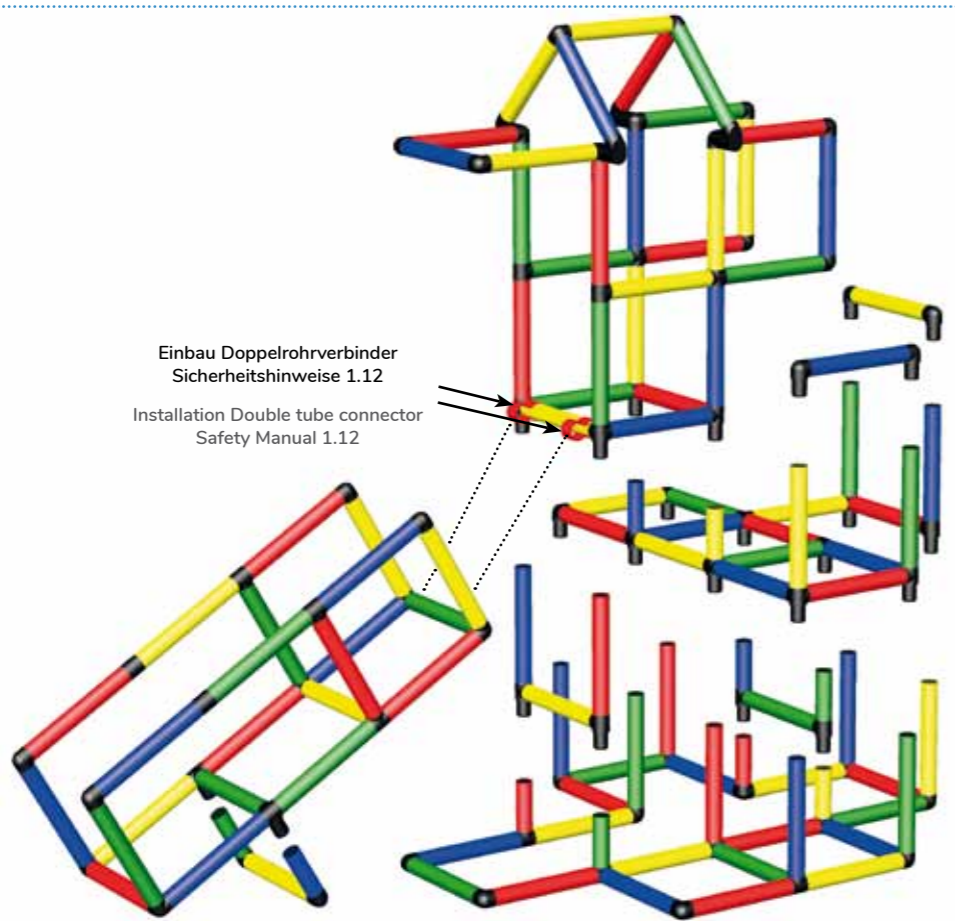 Einbau Doppelrohrverbinder
Sicherheitshinweise 1.12
Installation Double tube connector
Safety Manual 1.12